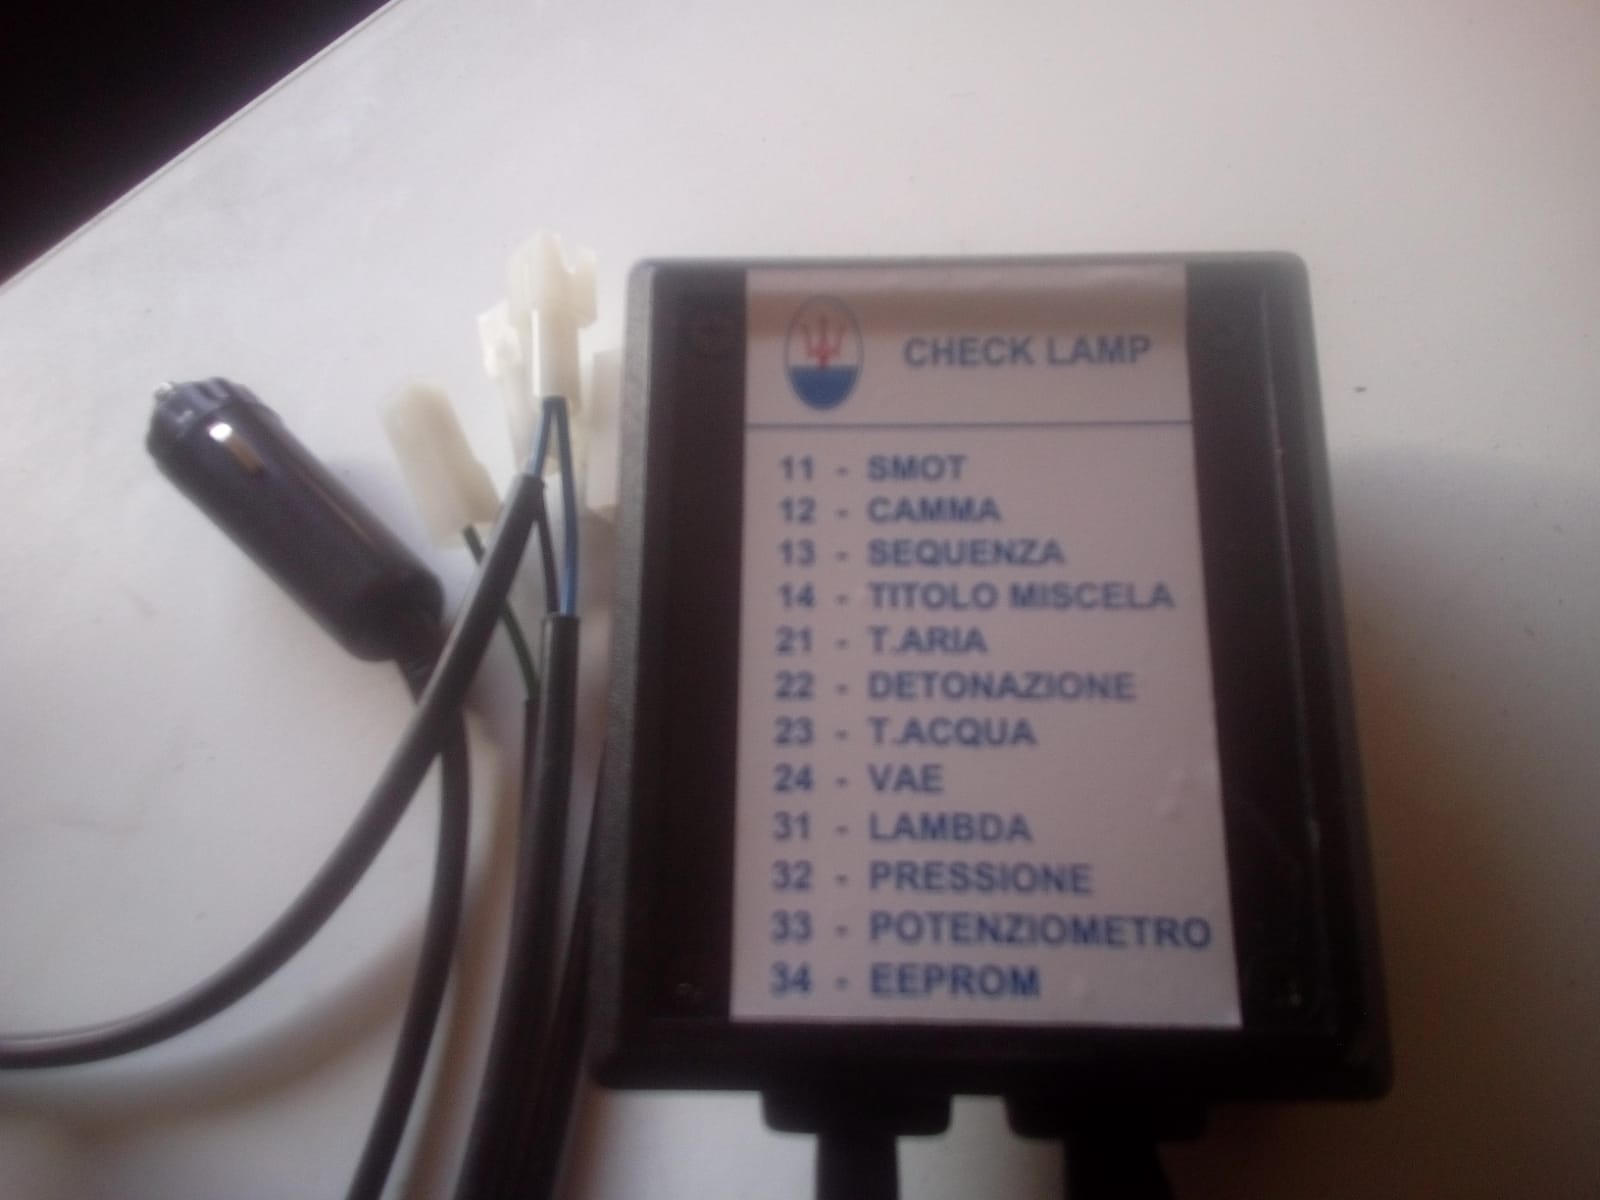 CHECK LAMP
11 - SMOT
12 - CAMMA
13 - SEQUENZA
14 - TITOLO MISCELA
21 - T.ARIA
22 - DETONAZIONE
23 - T.ACQUA
24 - VAE
31 - LAMBDA
32 - PRESSIONE
33 - POTENZIOMETRO
34 - EEPROM